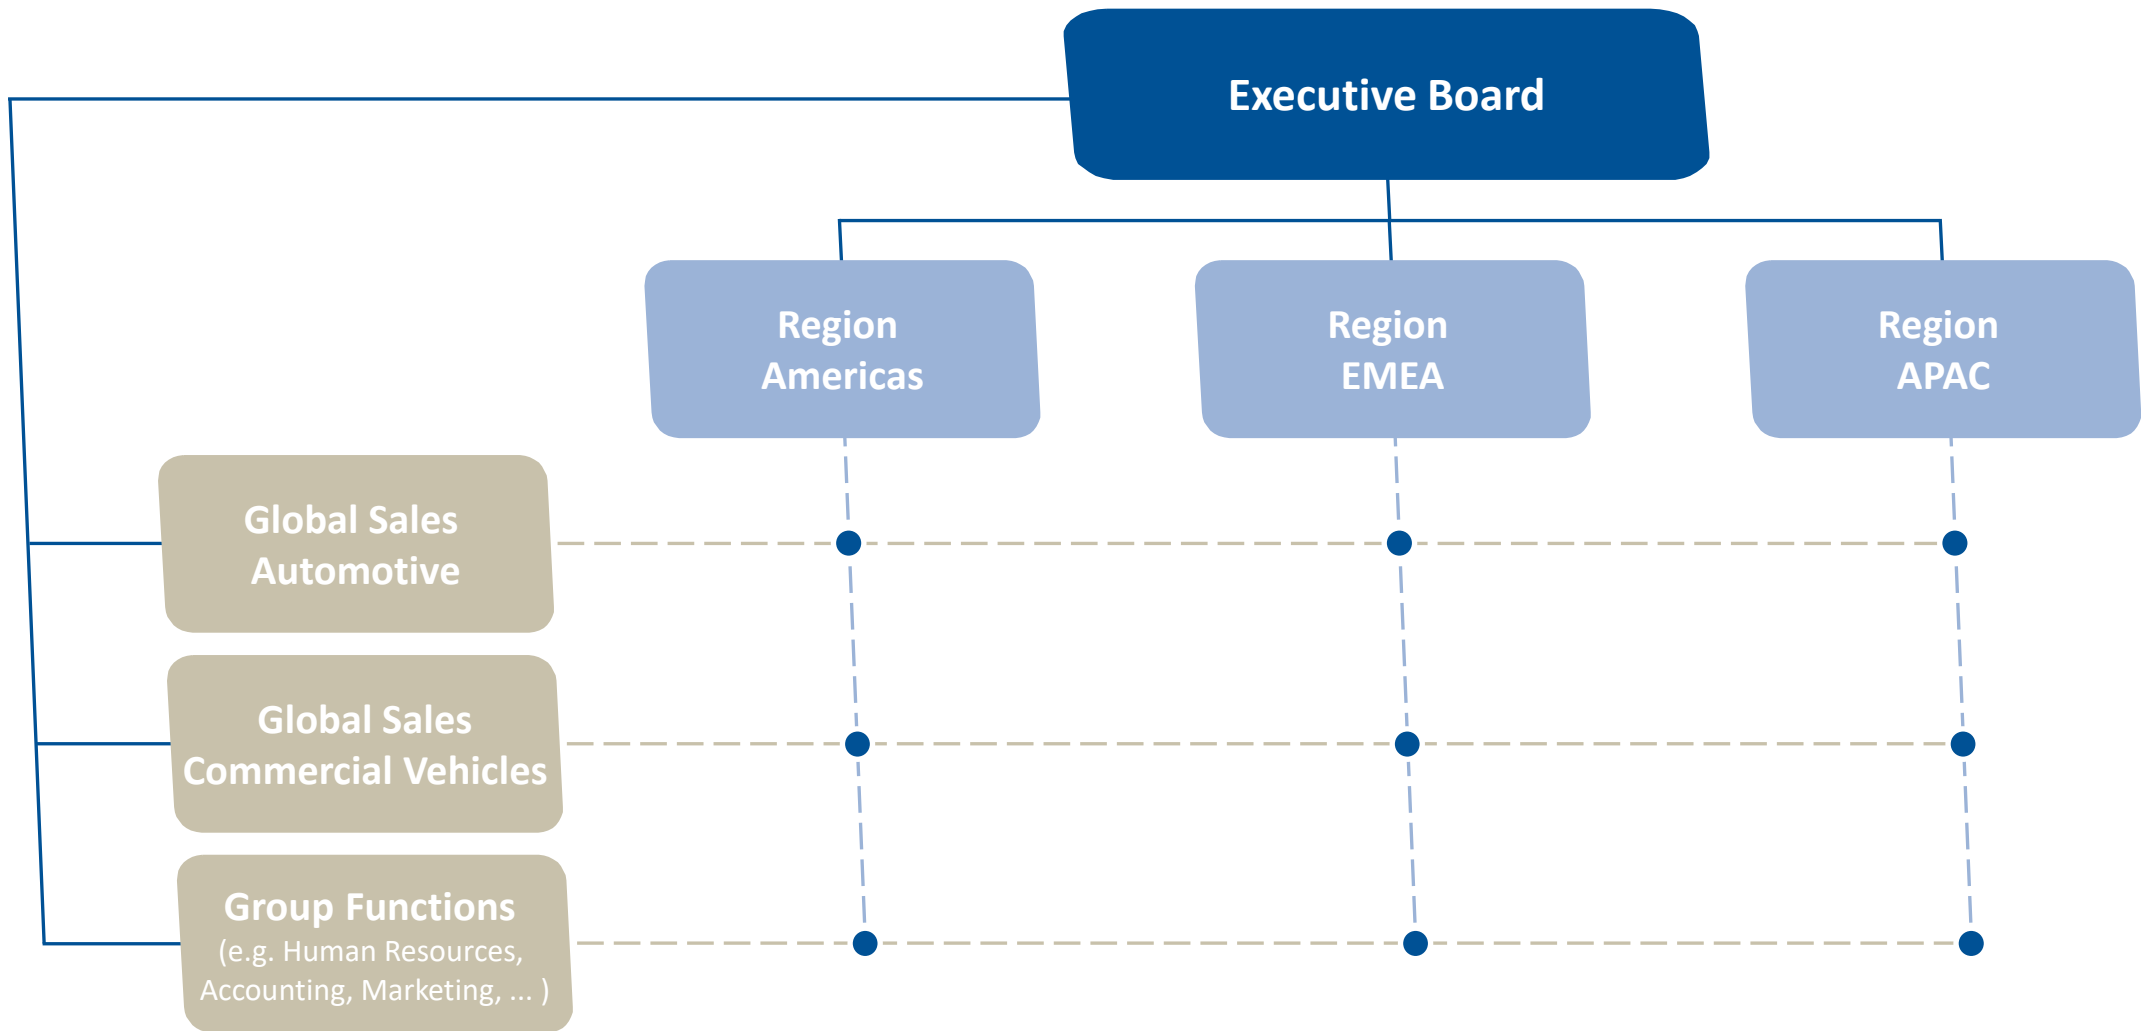 Executive Board
Region
Americas
Region
EMEA
Region
APAC
Global Sales
Automotive
Global Sales
Commercial Vehicles
Group Functions
(e.g. Human Resources,
Accounting, Marketing, ... )